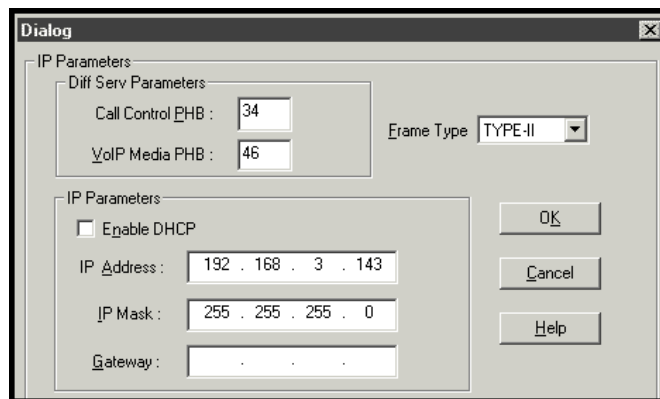 Dialog
IP Parameters
Diff Serv Parameters
Call Control PHB : 34
VoIP Media PHB : 46
Frame Type TYPE-II
IP Parameters
Enable DHCP
IP Address : 192 . 168 . 3 . 143
IP Mask : 255 . 255 . 255 . 0
Gateway : . . .
OK
Cancel
Help